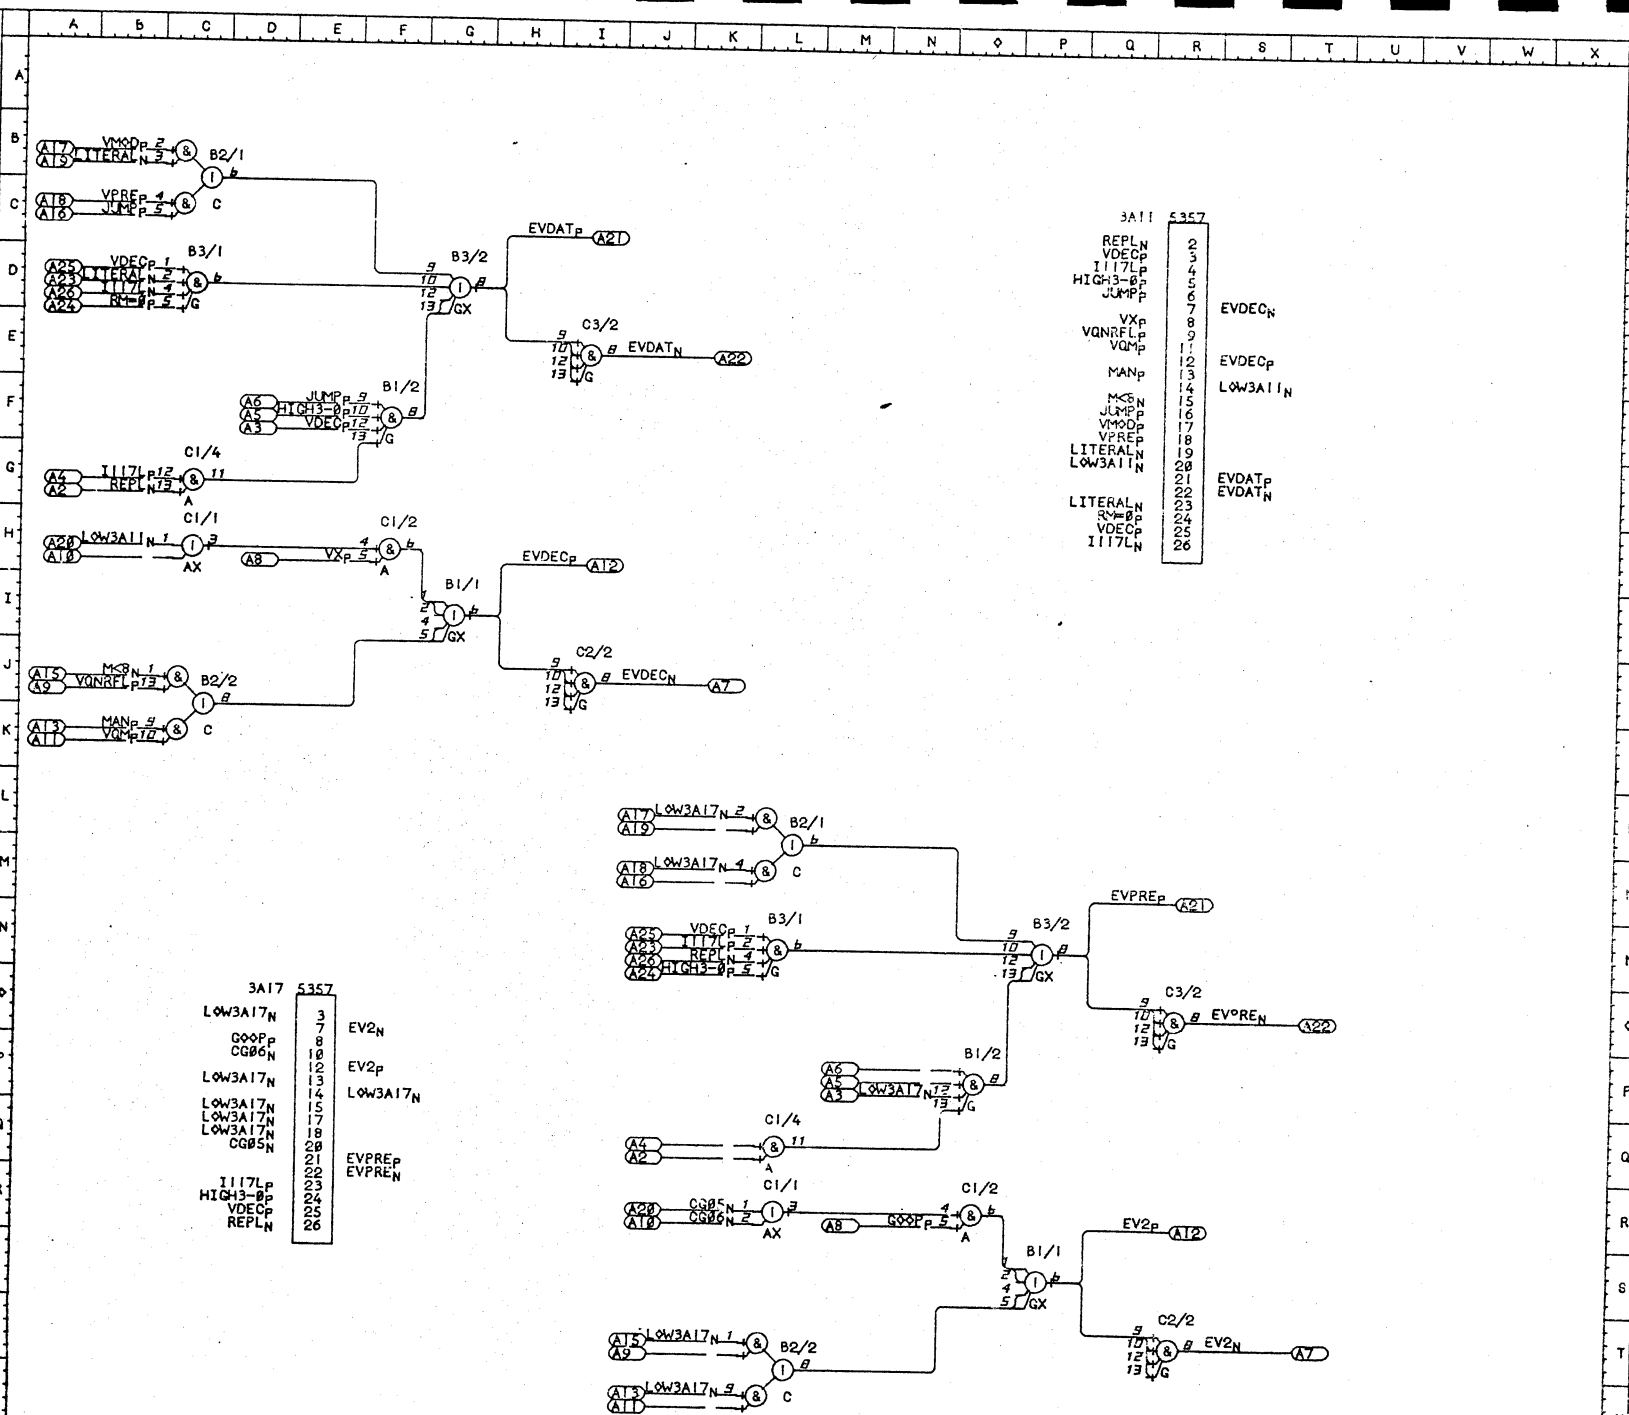 A B C D E F G H I J K L M N O P Q R S T U V W X
A
B
C
D
E
F
G
H
I
J
K
L
M
N
Q
R
S
T
A17 VMODP 2 &
A19 LITERALN 3
B2/1
I 6
A18 VPREP 4 &
A16 JUMPP 5
C
B3/1
A25 VDECP 1
A23 LITERALN 2
A26 I117LN 4
A24 RM=0P 5
& 6
G
B3/2
9
10
12
13
I 8
GX
EVDATP A21
C3/2
9
10
12
13
& 8 EVDATN A22
G
B1/2
A6 JUMPP 9
A5 HIGH3-0P 10
A3 VDECP 12
13
& 8
G
C1/4
A4 I117LP 12
A2 REPLN 13
& 11
A
C1/1
A20 LOW3A11N 1
A10
I 3
AX
C1/2
4
A8 VXP 5
& 6
A
B1/1
1
2
4
5
I 6
GX
EVDECP A12
C2/2
9
10
12
13
& 8 EVDECN A7
G
A15 M<8N 1 &
A9 VQNRFLP 13
B2/2
I 8
A13 MANP 9 &
A11 VQMP 10
C
3A11 5357
REPLN 2
VDECP 3
I117LP 4
HIGH3-0P 5
JUMPP 6
7 EVDECN
VXP 8
VQNRFLP 9
VQMP 11
12 EVDECP
MANP 13
14 LOW3A11N
M<8N 15
JUMPP 16
VMODP 17
VPREP 18
LITERALN 19
LOW3A11N 20
21 EVDATP
22 EVDATN
LITERALN 23
RM=0P 24
VDECP 25
I117LN 26
A17 LOW3A17N 2 &
A19
B2/1
I 6
A18 LOW3A17N 4 &
A16
C
B3/1
A25 VDECP 1
A23 I117LP 2
A26 REPLN 4
A24 HIGH3-0P 5
& 6
G
B3/2
9
10
12
13
I 8
GX
EVPREP A21
C3/2
9
10
12
13
& 8 A22
G
B1/2
A6
A5
A3 LOW3A17N 12
13
& 8
G
C1/4
A4
A2
& 11
A
C1/1
A20 CG05N 1
A10 CG06N 2
I 3
AX
C1/2
4
A8 GOOPP 5
& 6
A
B1/1
1
2
4
5
I 6
GX
EV2P A12
C2/2
9
10
12
13
& 8 EV2N A7
G
A15 LOW3A17N 1 &
A9
B2/2
I 8
A13 LOW3A17N 9 &
A11
C
3A17 5357
LOW3A17N 3
7 EV2N
GOOPP 8
CG06N 10
12 EV2P
LOW3A17N 13
14 LOW3A17N
LOW3A17N 15
LOW3A17N 17
LOW3A17N 18
CG05N 20
21 EVPREP
22 EVPREN
I117LP 23
HIGH3-0P 24
VDECP 25
REPLN 26